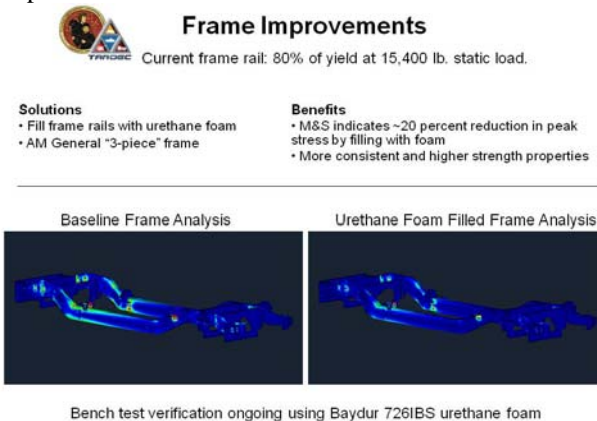 TARDEC
Frame Improvements
Current frame rail: 80% of yield at 15,400 lb. static load.
Solutions
• Fill frame rails with urethane foam
• AM General “3-piece” frame
Benefits
• M&S indicates ~20 percent reduction in peak
stress by filling with foam
• More consistent and higher strength properties
Baseline Frame Analysis
Urethane Foam Filled Frame Analysis
Bench test verification ongoing using Baydur 726IBS urethane foam